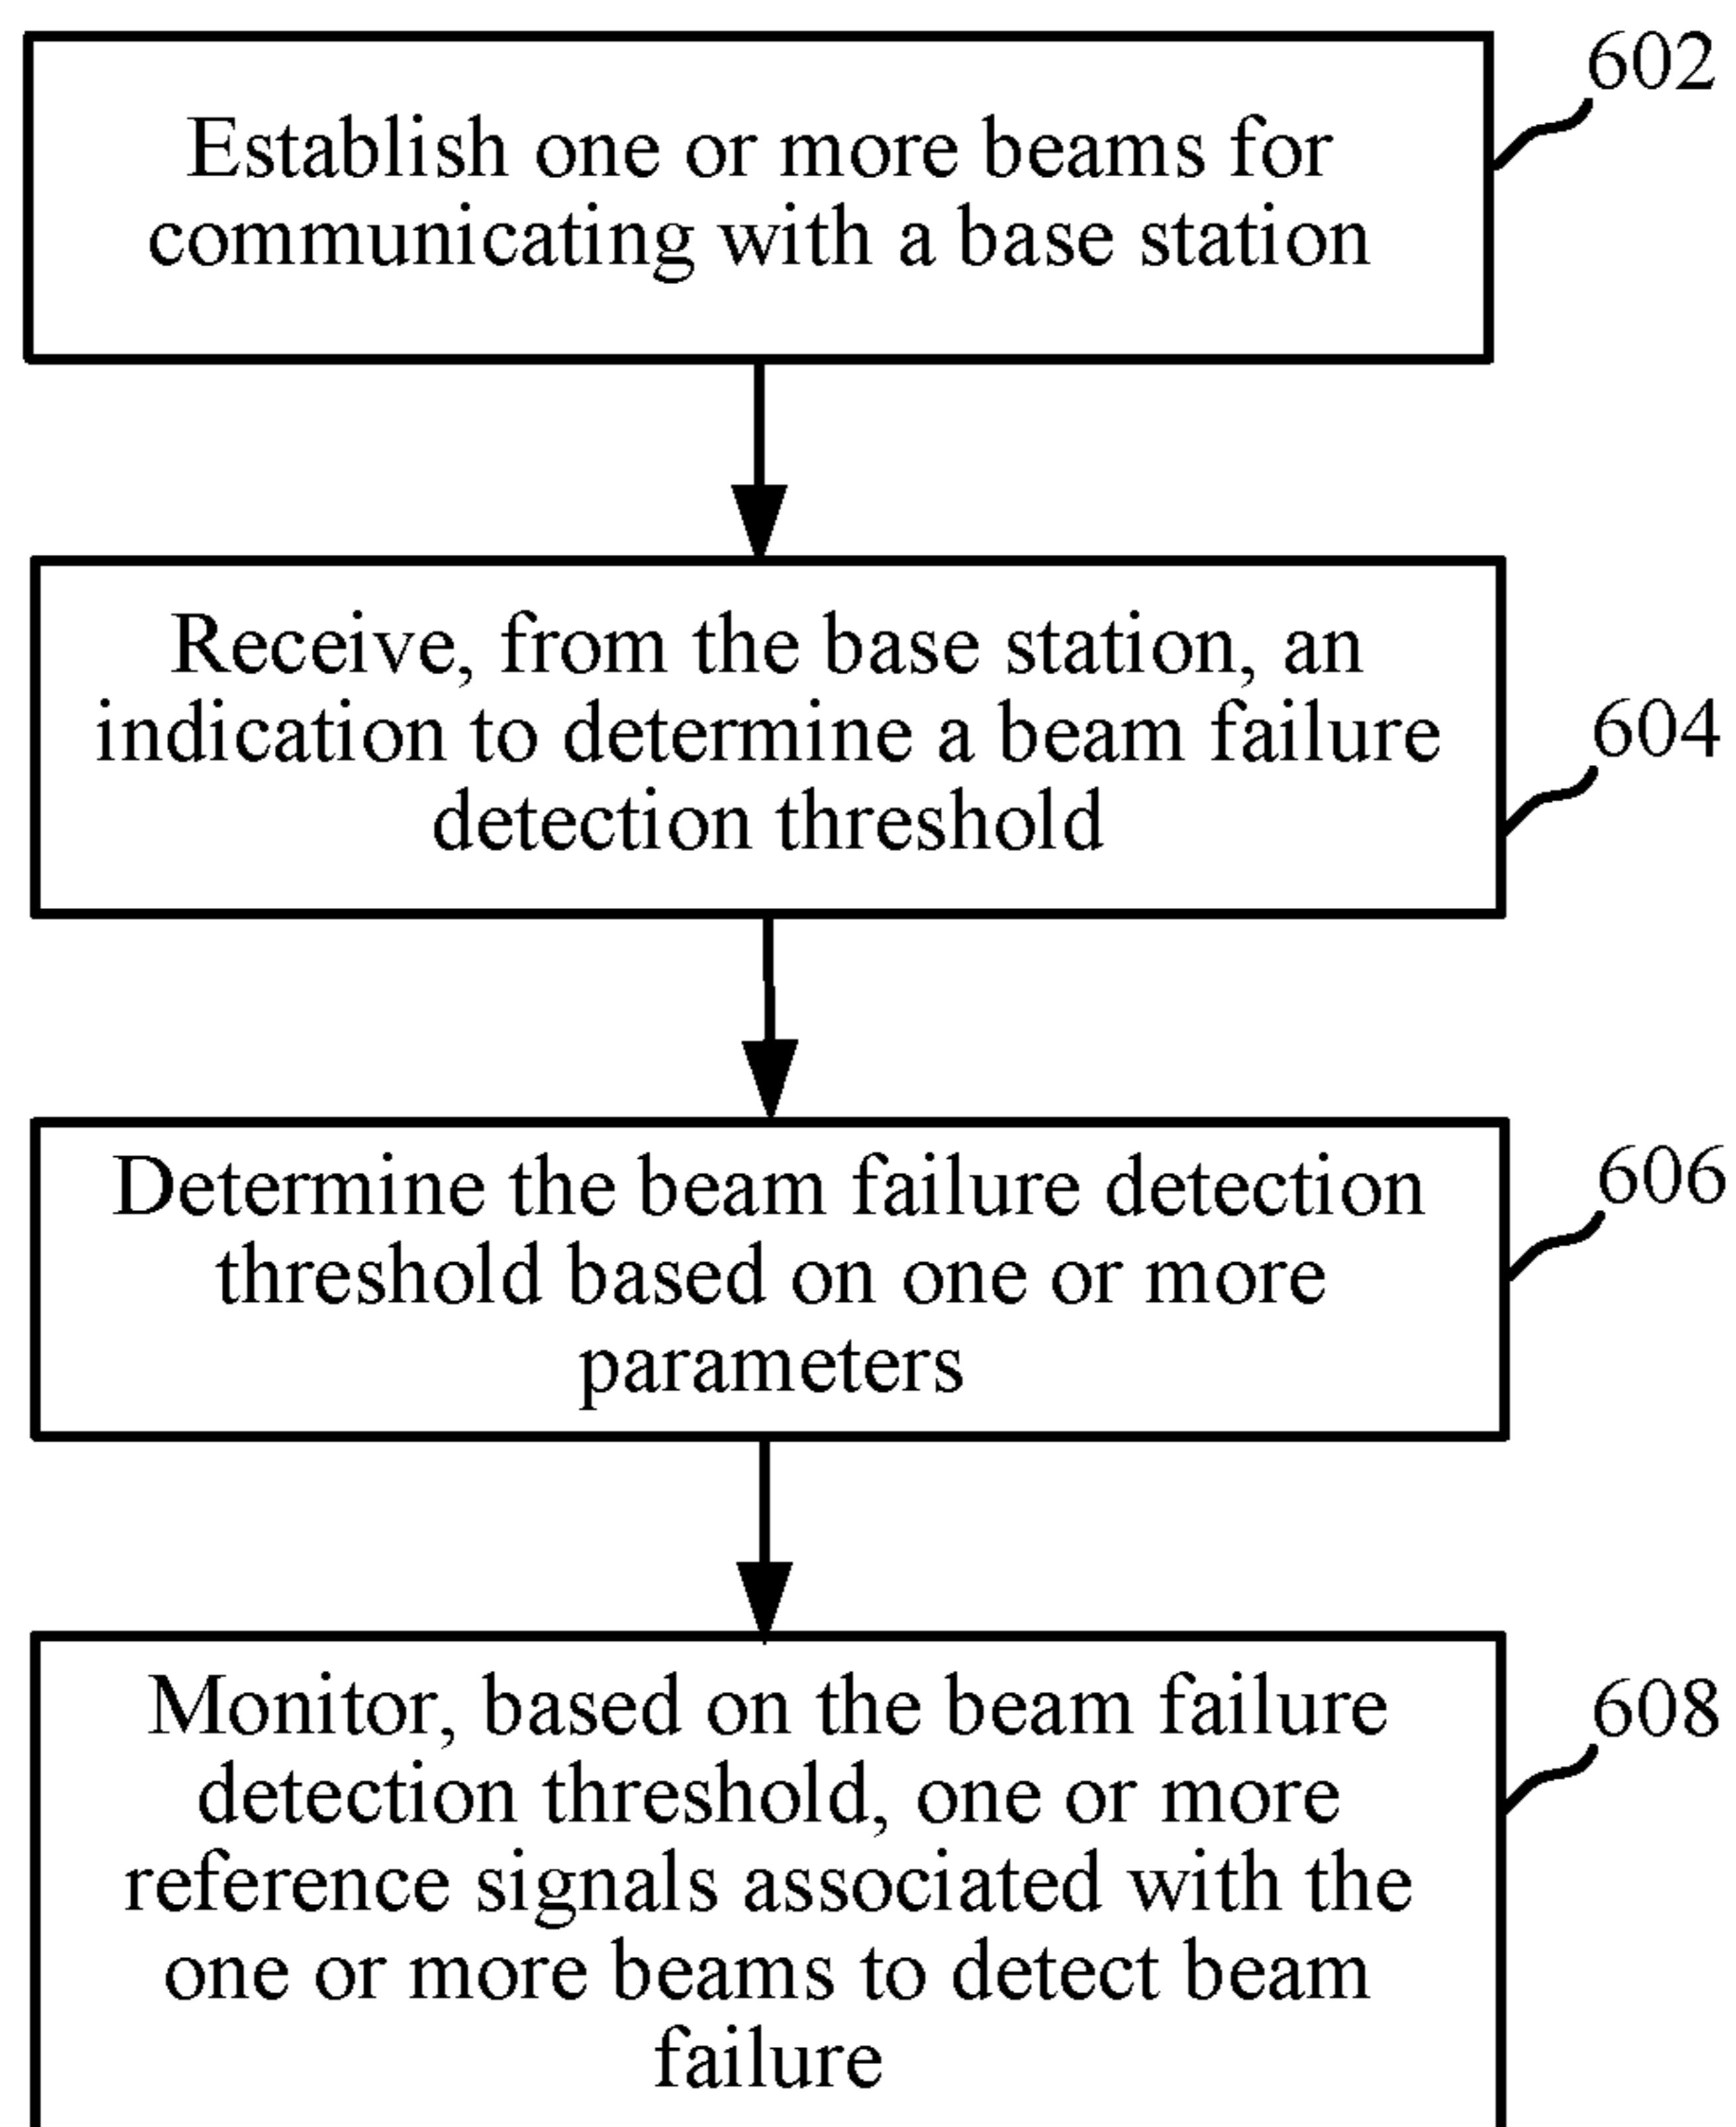 602
Establish one or more beams for
communicating with a base station
Receive, from the base station, an
indication to determine a beam failure
detection threshold
604
Determine the beam failure detection
threshold based on one or more
parameters
606
Monitor, based on the beam failure
detection threshold, one or more
reference signals associated with the
one or more beams to detect beam
failure
608